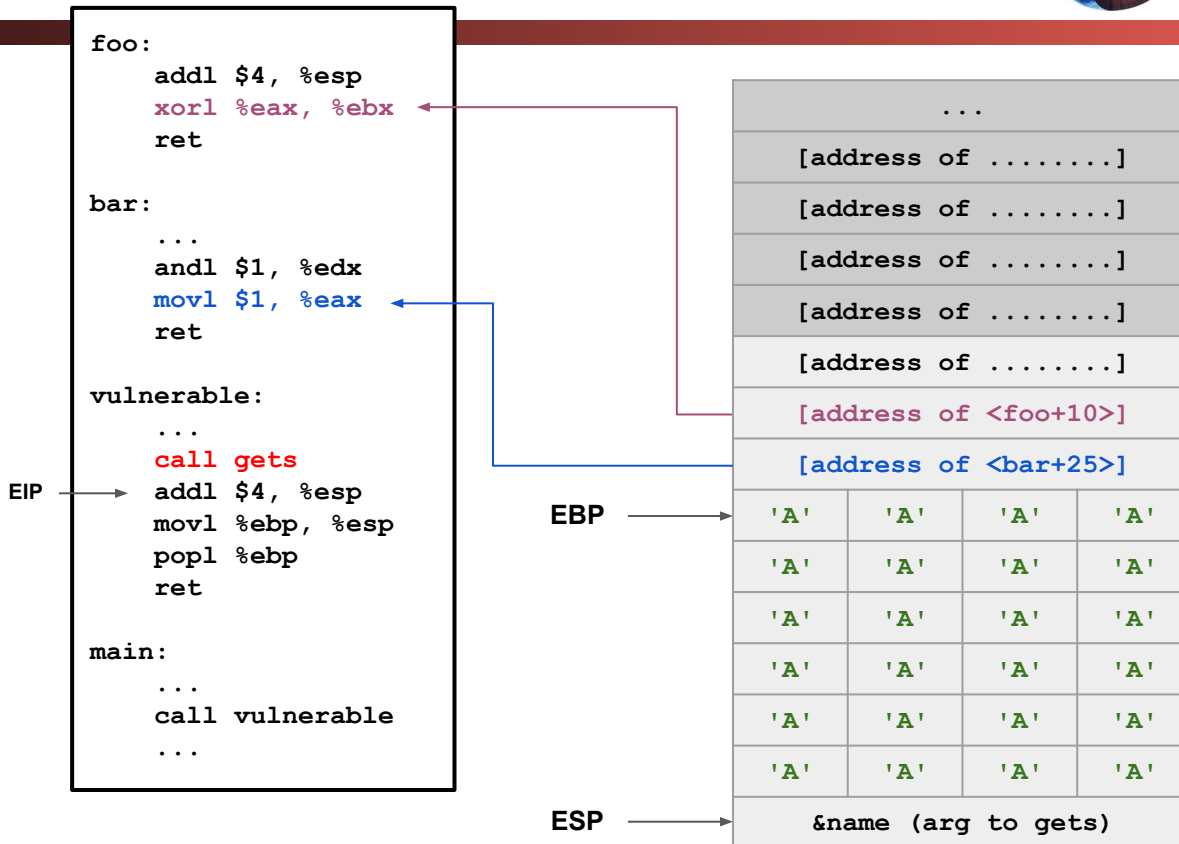 foo:
addl $4, %esp
xorl %eax, %ebx
ret
bar:
...
andl $1, %edx
movl $1, %eax
ret
vulnerable:
...
call gets
addl $4, %esp
movl %ebp, %esp
popl %ebp
ret
main:
...
call vulnerable
...
EIP
...
[address of ........]
[address of ........]
[address of ........]
[address of ........]
[address of ........]
[address of <foo+10>]
[address of <bar+25>]
EBP
'A' 'A' 'A' 'A'
'A' 'A' 'A' 'A'
'A' 'A' 'A' 'A'
'A' 'A' 'A' 'A'
'A' 'A' 'A' 'A'
'A' 'A' 'A' 'A'
ESP
&name (arg to gets)